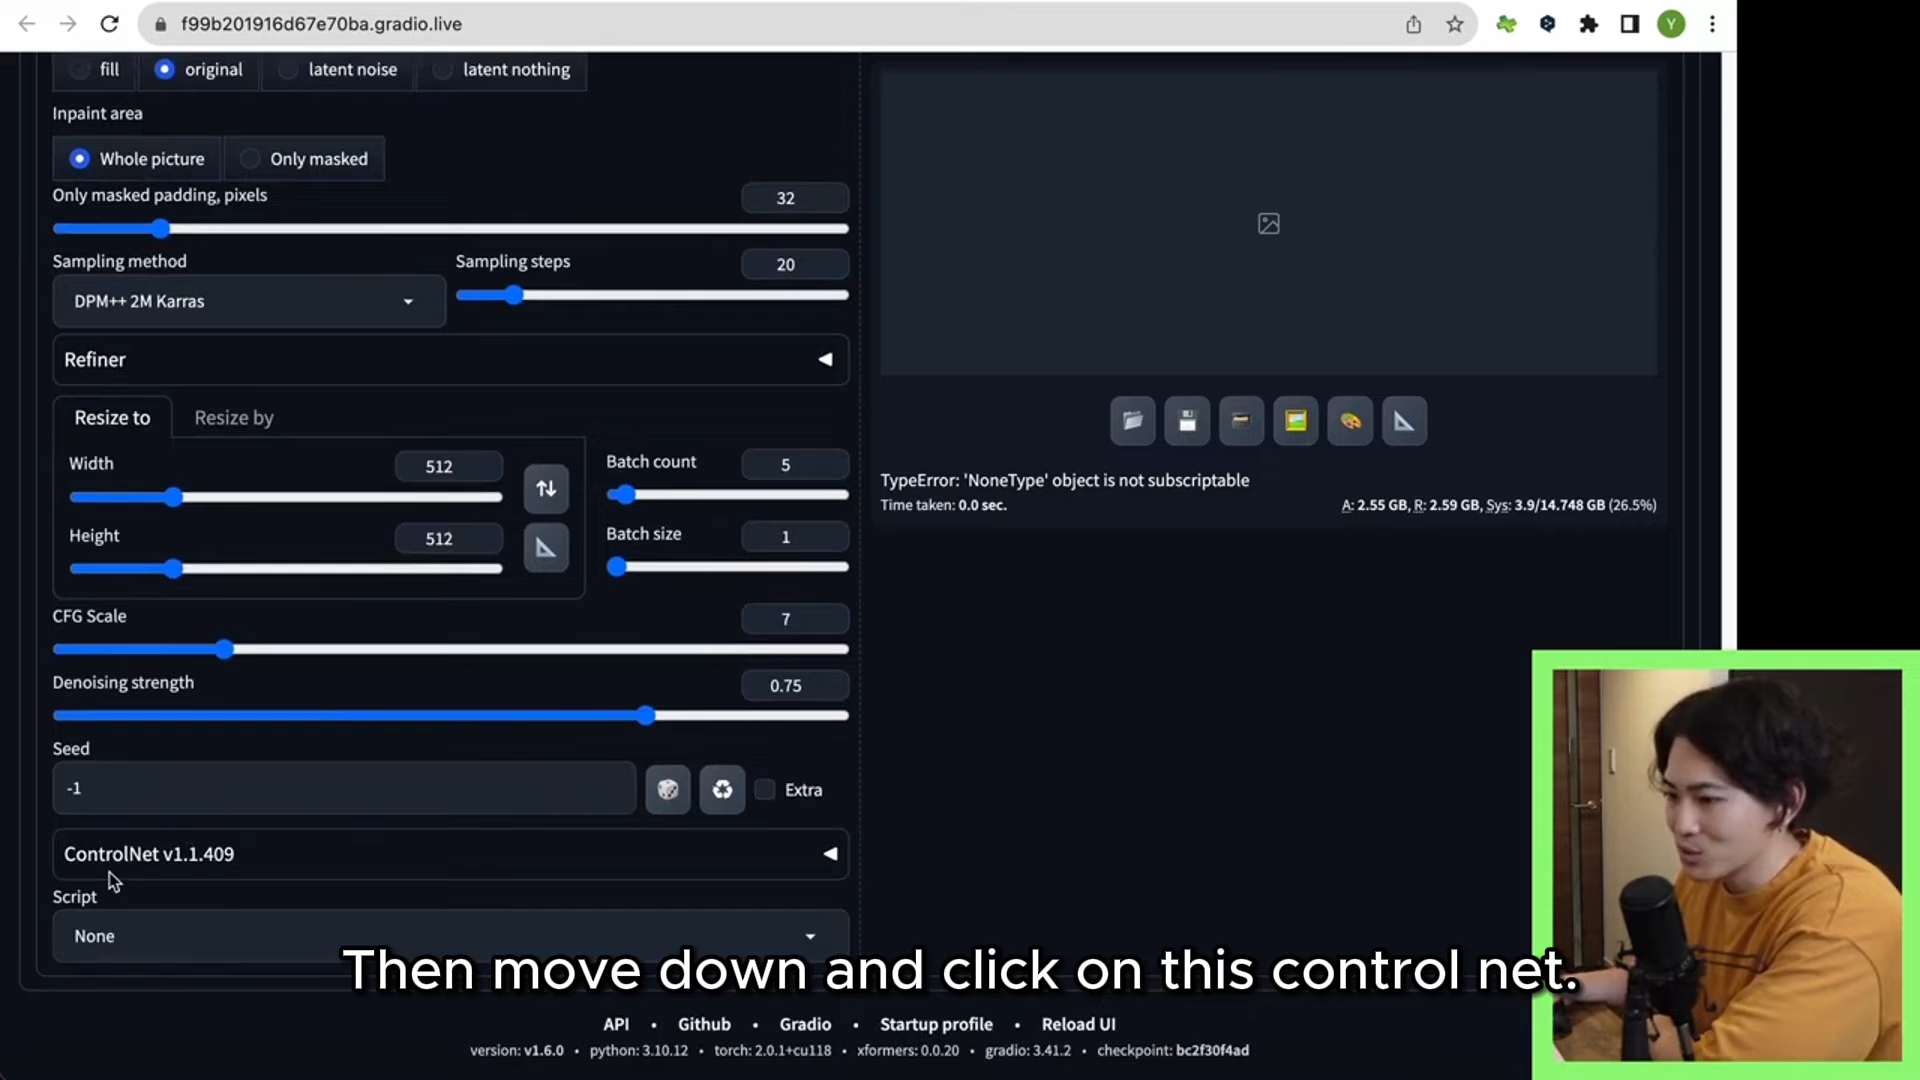 f99b201916d67e70ba.gradio.live
Y
fill original latent noise latent nothing
Inpaint area
Whole picture Only masked
Only masked padding, pixels 32
Sampling method Sampling steps 20
DPM++ 2M Karras
Refiner
Resize to Resize by
Width 512 Batch count 5
Height 512 Batch size 1
CFG Scale 7
Denoising strength 0.75
Seed
-1 Extra
ControlNet v1.1.409
Script
None
TypeError: 'NoneType' object is not subscriptable
Time taken: 0.0 sec. A: 2.55 GB, R: 2.59 GB, Sys: 3.9/14.748 GB (26.5%)
Then move down and click on this control net.
API • Github • Gradio • Startup profile • Reload UI
version: v1.6.0 • python: 3.10.12 • torch: 2.0.1+cu118 • xformers: 0.0.20 • gradio: 3.41.2 • checkpoint: bc2f30f4ad